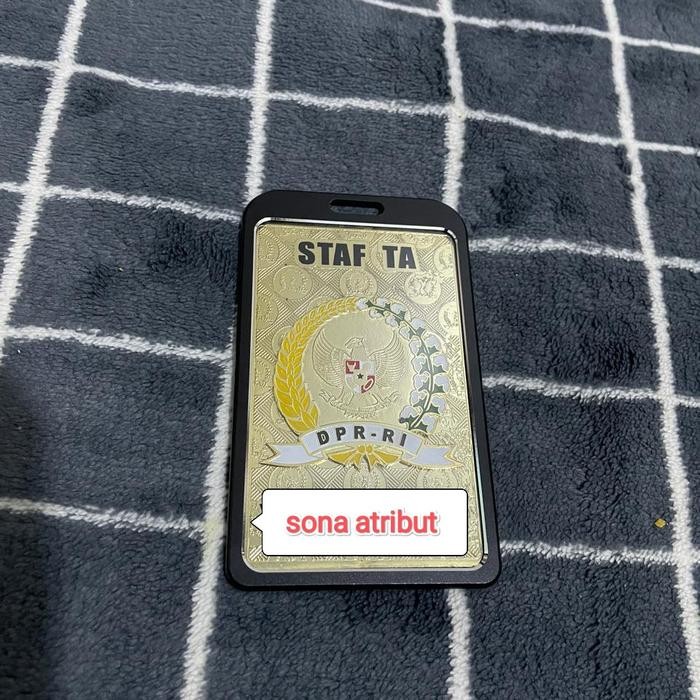 STAF TA
DPR-RI
sona atribut